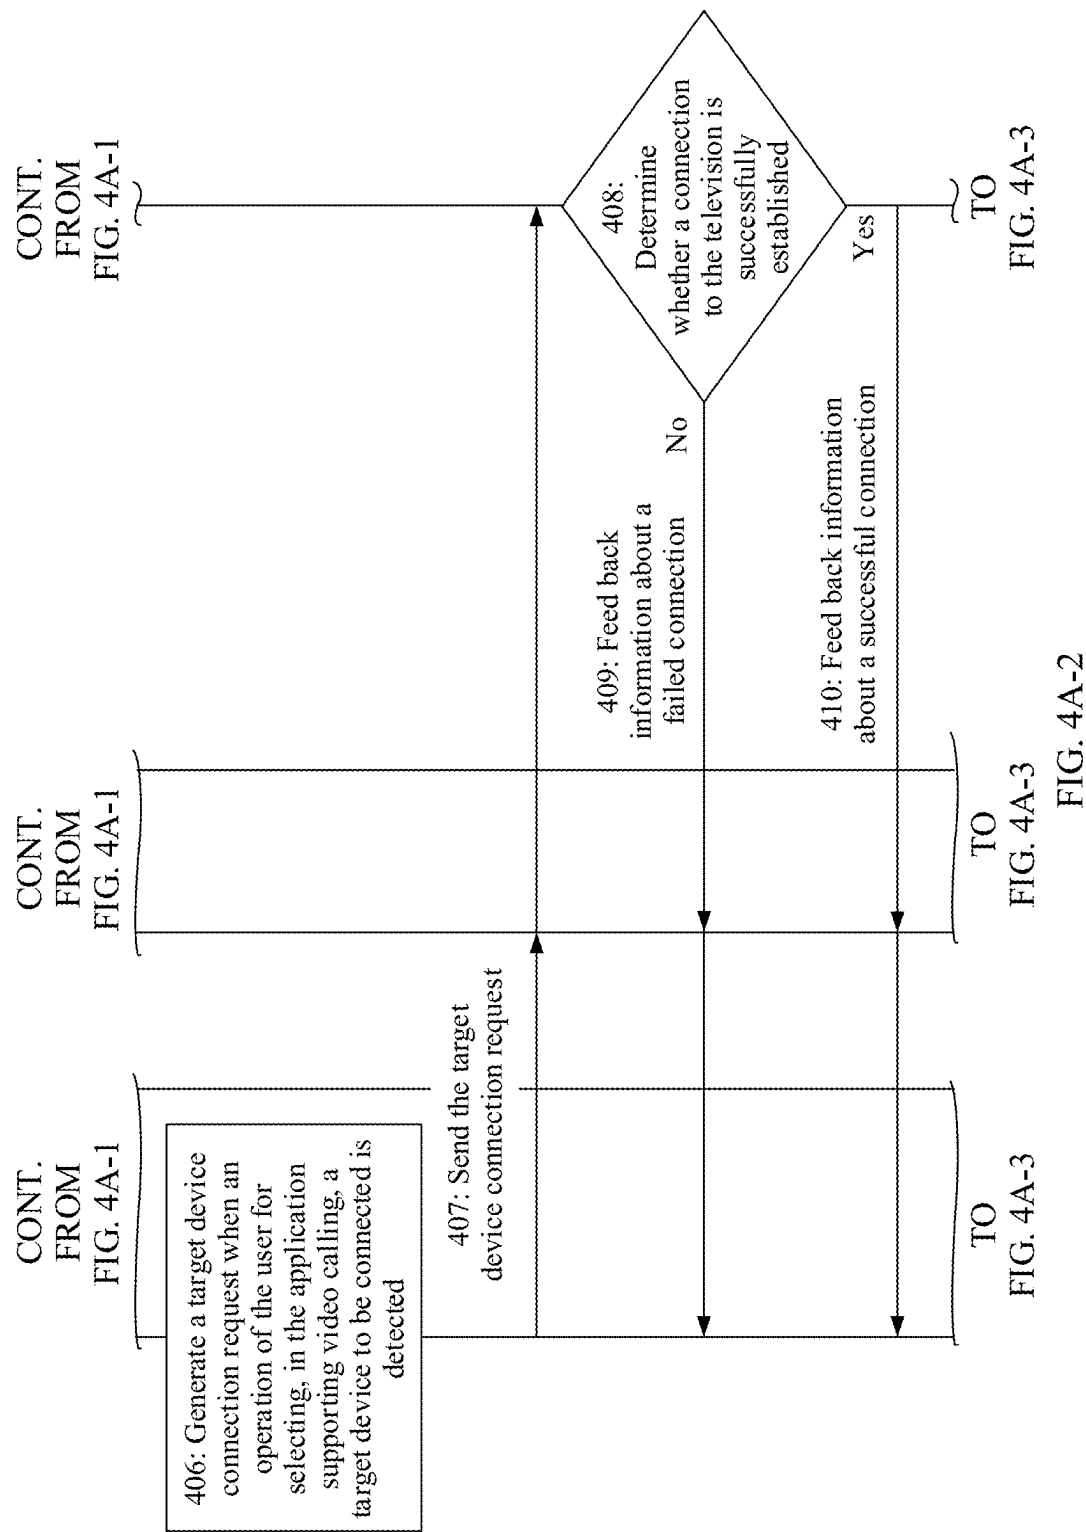 CONT.
FROM
FIG. 4A-1
CONT.
FROM
FIG. 4A-1
CONT.
FROM
FIG. 4A-1
406: Generate a target device
connection request when an
operation of the user for
selecting, in the application
supporting video calling, a
target device to be connected is
detected
407: Send the target
device connection request
408:
Determine
whether a connection
to the television is
successfully
established
No
409: Feed back
information about a
failed connection
Yes
410: Feed back information
about a successful connection
TO
FIG. 4A-3
TO
FIG. 4A-3
TO
FIG. 4A-3
FIG. 4A-2